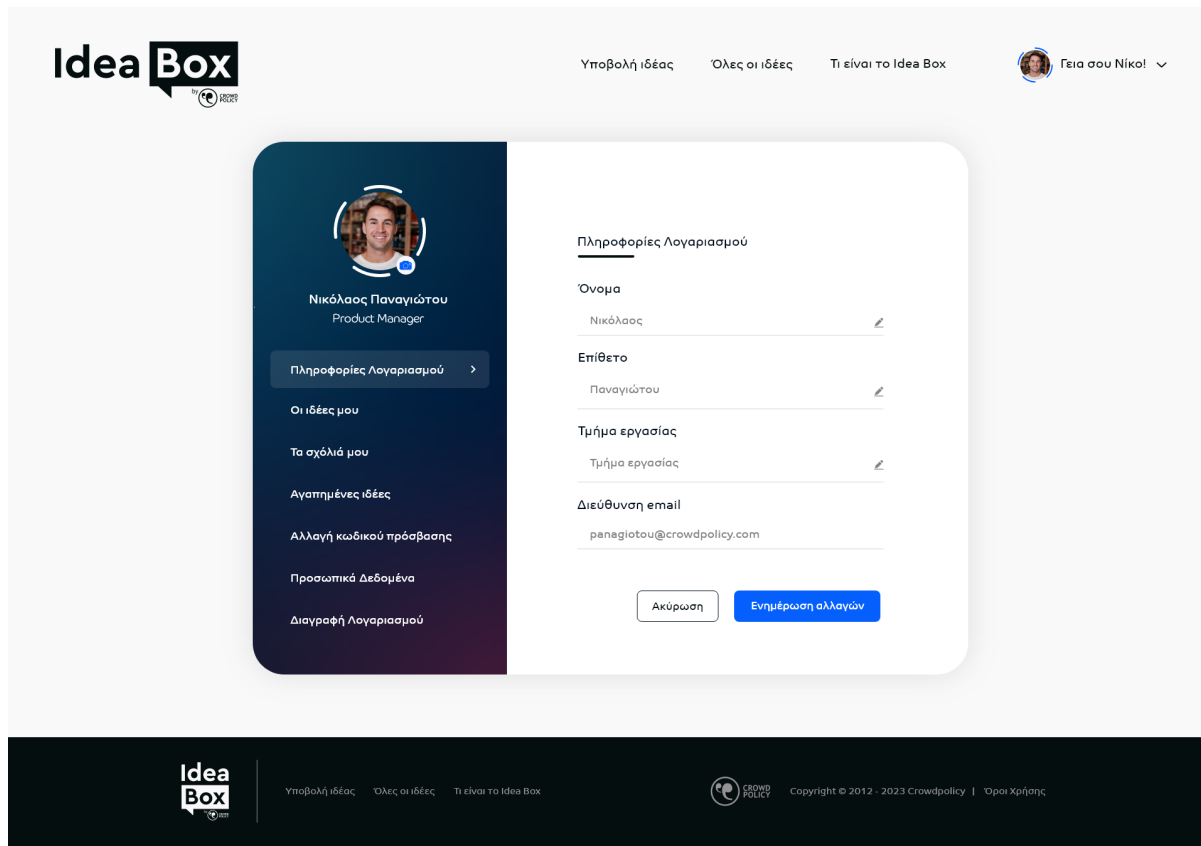 Idea Box
by CROWD POLICY
Υποβολή ιδέας Όλες οι ιδέες Τι είναι το Idea Box
Γεια σου Νίκο!
Νικόλαος Παναγιώτου
Product Manager
Πληροφορίες Λογαριασμού
Οι ιδέες μου
Τα σχόλιά μου
Αγαπημένες ιδέες
Αλλαγή κωδικού πρόσβασης
Προσωπικά Δεδομένα
Διαγραφή Λογαριασμού
Πληροφορίες Λογαριασμού
Όνομα
Νικόλαος
Επίθετο
Παναγιώτου
Τμήμα εργασίας
Τμήμα εργασίας
Διεύθυνση email
panagiotou@crowdpolicy.com
Ακύρωση Ενημέρωση αλλαγών
Idea
Box
Υποβολή ιδέας Όλες οι ιδέες Τι είναι το Idea Box
CROWD
POLICY
Copyright © 2012 - 2023 Crowdpolicy | Όροι Χρήσης